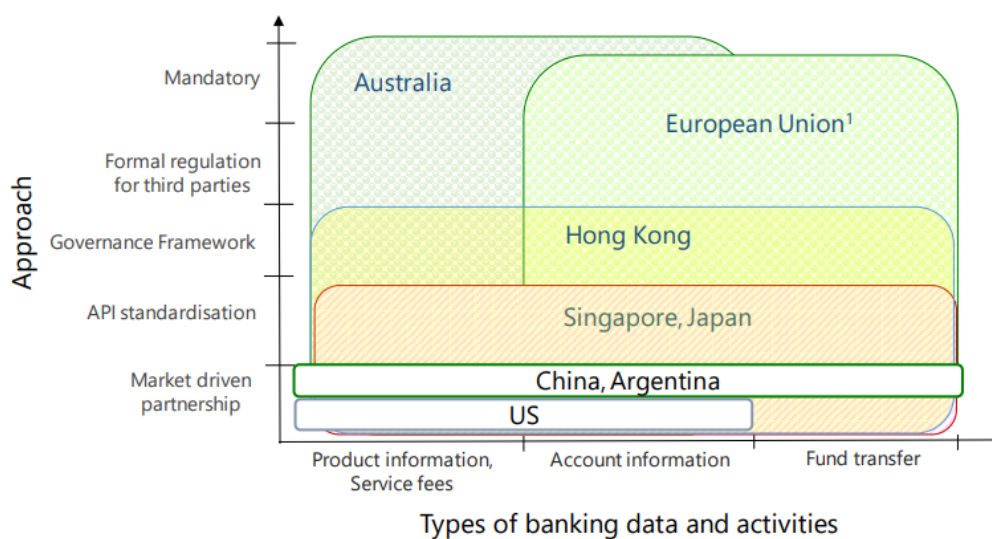 Approach
Mandatory
Formal regulation
for third parties
Governance Framework
API standardisation
Market driven
partnership
Australia
European Union¹
Hong Kong
Singapore, Japan
China, Argentina
US
Product information,
Service fees
Account information
Fund transfer
Types of banking data and activities